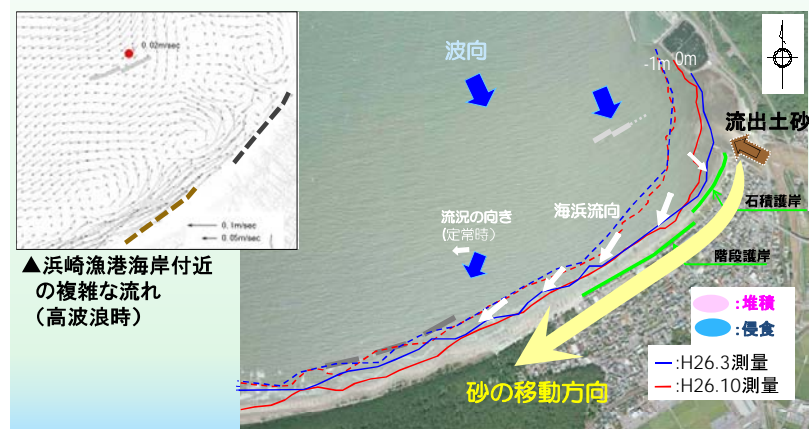 0.02m/sec
0.1m/sec
0.05m/sec
▲浜崎漁港海岸付近
の複雑な流れ
（高波浪時）
波向
-1m
0m
流出土砂
石積護岸
海浜流向
流況の向き
(定常時)
階段護岸
:堆積
:侵食
:H26.3測量
:H26.10測量
砂の移動方向